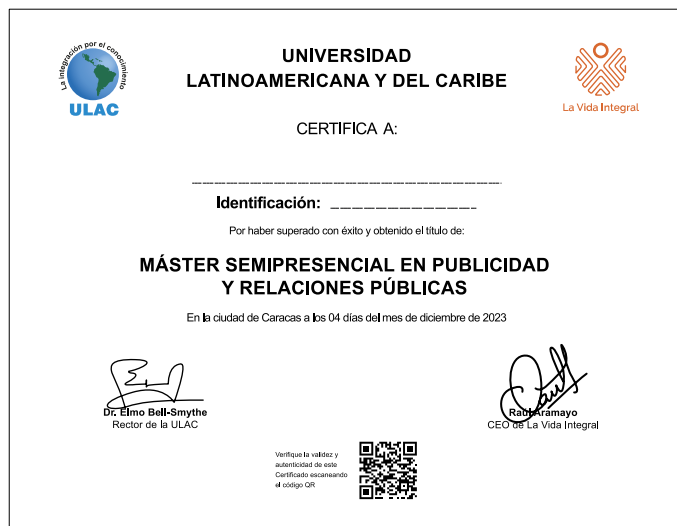 La integración por el conocimiento
ULAC
UNIVERSIDAD
LATINOAMERICANA Y DEL CARIBE
La Vida Integral
CERTIFICA A:
Identificación:
Por haber superado con éxito y obtenido el título de:
MÁSTER SEMIPRESENCIAL EN PUBLICIDAD
Y RELACIONES PÚBLICAS
En la ciudad de Caracas a los 04 días del mes de diciembre de 2023
Dr. Elmo Bell-Smythe
Rector de la ULAC
Raúl Aramayo
CEO de La Vida Integral
Verifique la validez y
autenticidad de este
Certificado escaneando
el código QR